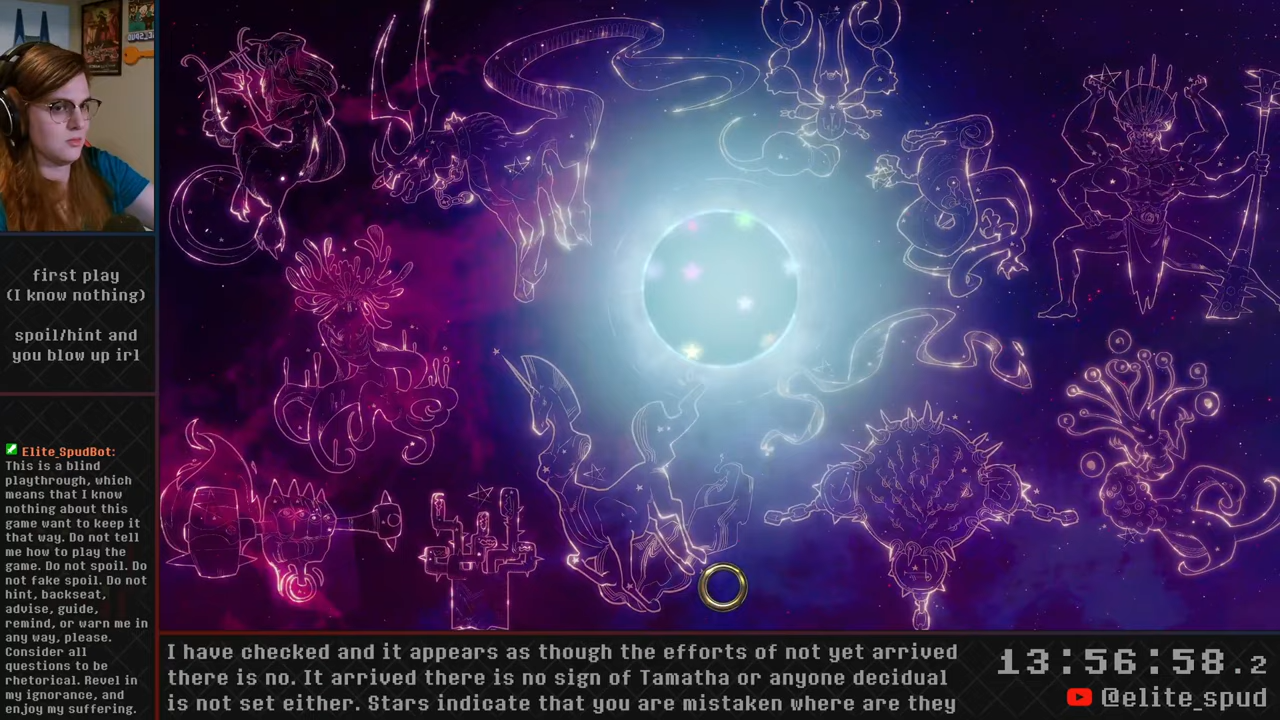 first play
(I know nothing)
spoil/hint and
you blow up irl
Elite_SpudBot:
This is a blind
playthrough, which
means that I know
nothing about this
game want to keep it
that way. Do not tell
me how to play the
game. Do not spoil. Do
not fake spoil. Do not
hint, backseat,
advise, guide,
remind, or warn me in
any way, please.
Consider all
questions to be
rhetorical. Revel in
my ignorance, and
enjoy my suffering.
I have checked and it appears as though the efforts of not yet arrived
there is no. It arrived there is no sign of Tamatha or anyone decidual
is not set either. Stars indicate that you are mistaken where are they
13:56:58.2
@elite_spud